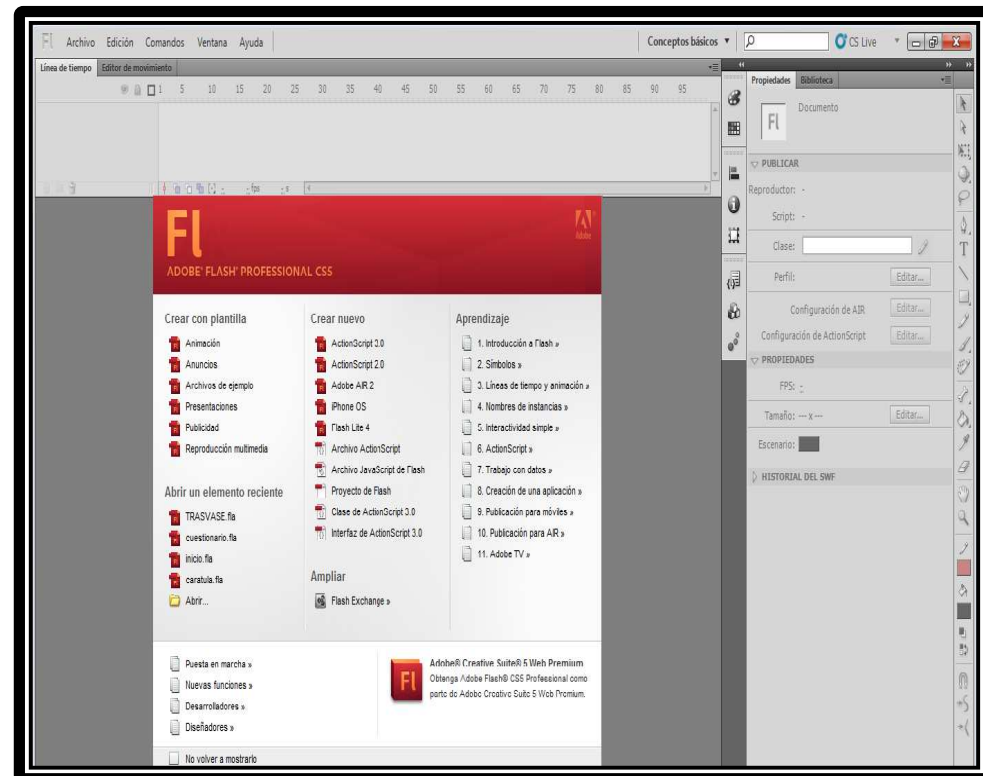 Fl Archivo Edición Comandos Ventana Ayuda Conceptos básicos CS Live
Línea de tiempo Editor de movimiento
1 5 10 15 20 25 30 35 40 45 50 55 60 65 70 75 80 85 90 95
fps s
Fl
Adobe
ADOBE® FLASH® PROFESSIONAL CS5
Crear con plantilla
Animación
Anuncios
Archivos de ejemplo
Presentaciones
Publicidad
Reproducción multimedia
Abrir un elemento reciente
TRASVASE.fla
cuestionario.fla
inicio.fla
caratula.fla
Abrir...
Crear nuevo
ActionScript 3.0
ActionScript 2.0
Adobe AIR 2
iPhone OS
Flash Lite 4
Archivo ActionScript
Archivo JavaScript de Flash
Proyecto de Flash
Clase de ActionScript 3.0
Interfaz de ActionScript 3.0
Ampliar
Flash Exchange »
Aprendizaje
1. Introducción a Flash »
2. Símbolos »
3. Líneas de tiempo y animación »
4. Nombres de instancias »
5. Interactividad simple »
6. ActionScript »
7. Trabajo con datos »
8. Creación de una aplicación »
9. Publicación para móviles »
10. Publicación para AIR »
11. Adobe TV »
Puesta en marcha »
Nuevas funciones »
Desarrolladores »
Diseñadores »
Fl
Adobe® Creative Suite® 5 Web Premium
Obtenga Adobe Flash® CS5 Professional como
parte de Adobe Creative Suite 5 Web Premium.
No volver a mostrarlo
Propiedades Biblioteca
Fl Documento
PUBLICAR
Reproductor: -
Script: -
Clase:
Perfil: Editar...
Configuración de AIR Editar...
Configuración de ActionScript Editar...
PROPIEDADES
FPS: -
Tamaño: --- x --- Editar...
Escenario:
HISTORIAL DEL SWF
T